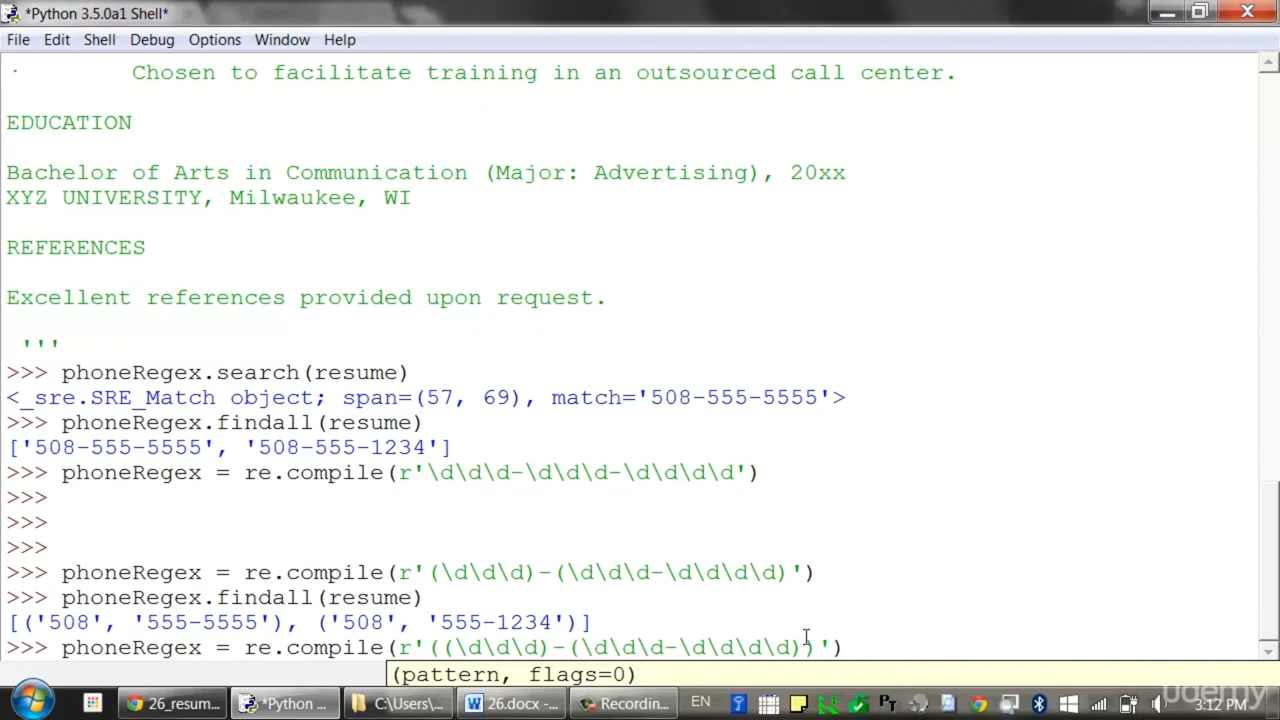 *Python 3.5.0a1 Shell*
File Edit Shell Debug Options Window Help
· Chosen to facilitate training in an outsourced call center.
EDUCATION
Bachelor of Arts in Communication (Major: Advertising), 20xx
XYZ UNIVERSITY, Milwaukee, WI
REFERENCES
Excellent references provided upon request.
'''
>>> phoneRegex.search(resume)
<_sre.SRE_Match object; span=(57, 69), match='508-555-5555'>
>>> phoneRegex.findall(resume)
['508-555-5555', '508-555-1234']
>>> phoneRegex = re.compile(r'\d\d\d-\d\d\d-\d\d\d\d')
>>>
>>>
>>>
>>> phoneRegex = re.compile(r'(\d\d\d)-(\d\d\d-\d\d\d\d)')
>>> phoneRegex.findall(resume)
[('508', '555-5555'), ('508', '555-1234')]
>>> phoneRegex = re.compile(r'((\d\d\d)-(\d\d\d-\d\d\d\d))')
(pattern, flags=0)
26_resum... *Python ... C:\Users\... 26.docx -... Recordin... EN 3:12 PM
udemy